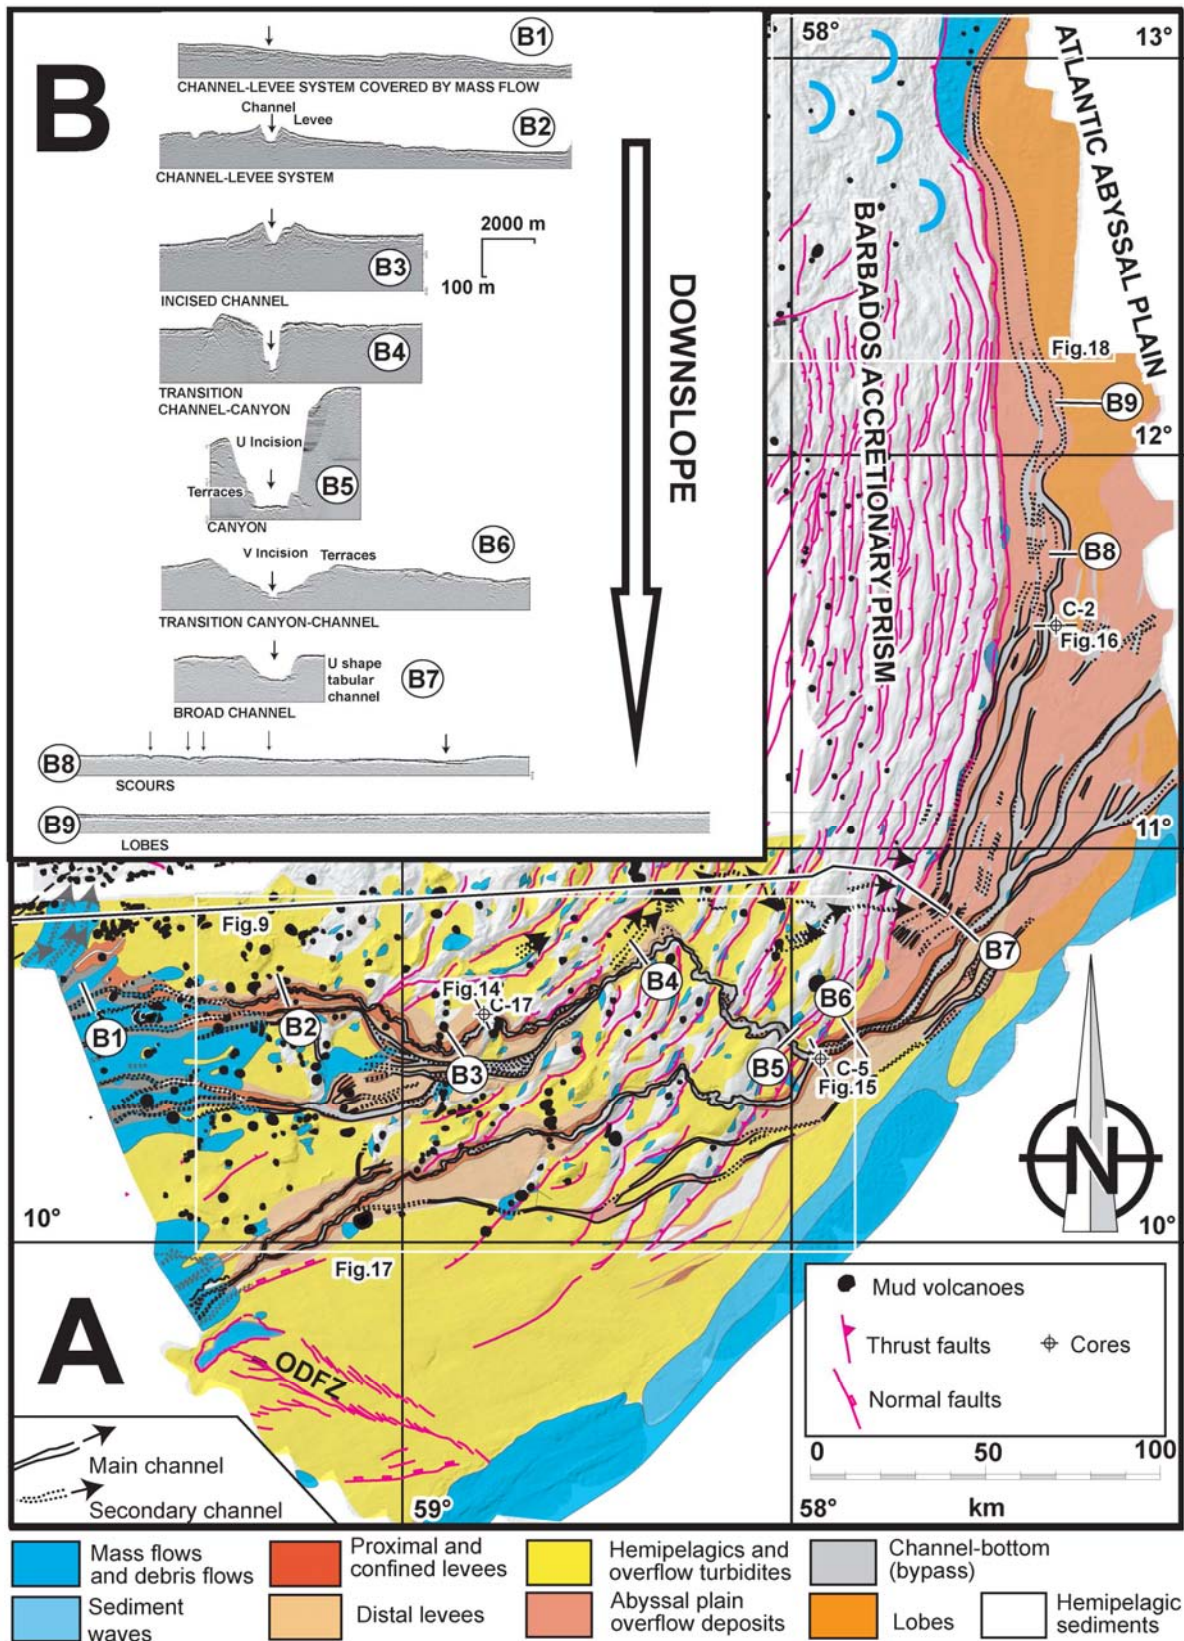 B
B1
CHANNEL-LEVEE SYSTEM COVERED BY MASS FLOW
Channel
Levee
B2
CHANNEL-LEVEE SYSTEM
2000 m
100 m
B3
INCISED CHANNEL
B4
TRANSITION
CHANNEL-CANYON
U Incision
Terraces
B5
CANYON
V Incision
Terraces
B6
TRANSITION CANYON-CHANNEL
U shape
tabular
channel
B7
BROAD CHANNEL
B8
SCOURS
B9
LOBES
DOWNSLOPE
58°
13°
ATLANTIC ABYSSAL PLAIN
BARBADOS ACCRETIONARY PRISM
Fig.18
B9
12°
B8
C-2
Fig.16
11°
Fig.9
B7
B4
B6
Fig.14
C-17
B1
B2
B3
B5
C-5
Fig.15
N
10°
10°
Fig.17
A
ODFZ
Mud volcanoes
Thrust faults
Cores
Normal faults
0 50 100
km
Main channel
Secondary channel
59°
58°
Mass flows
and debris flows
Proximal and
confined levees
Hemipelagics and
overflow turbidites
Channel-bottom
(bypass)
Sediment
waves
Distal levees
Abyssal plain
overflow deposits
Lobes
Hemipelagic
sediments